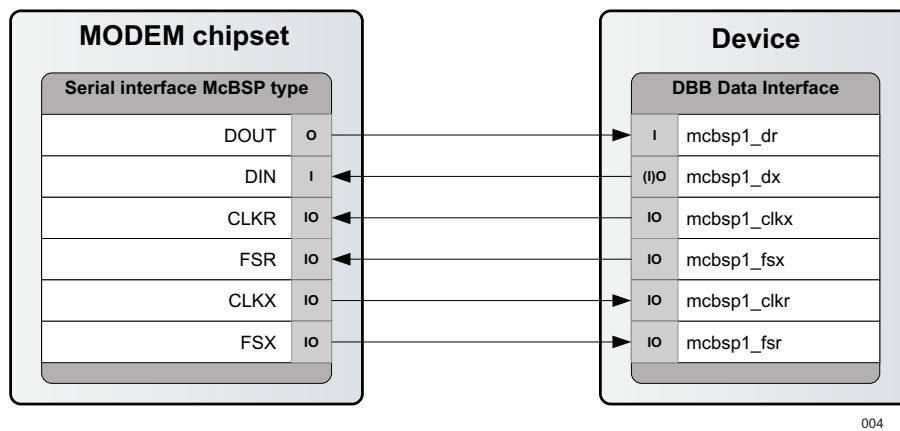 MODEM chipset Device
Serial interface McBSP type DBB Data Interface
DOUT O I mcbsp1_dr
DIN I (I)O mcbsp1_dx
CLKR IO IO mcbsp1_clkx
FSR IO IO mcbsp1_fsx
CLKX IO IO mcbsp1_clkr
FSX IO IO mcbsp1_fsr
004